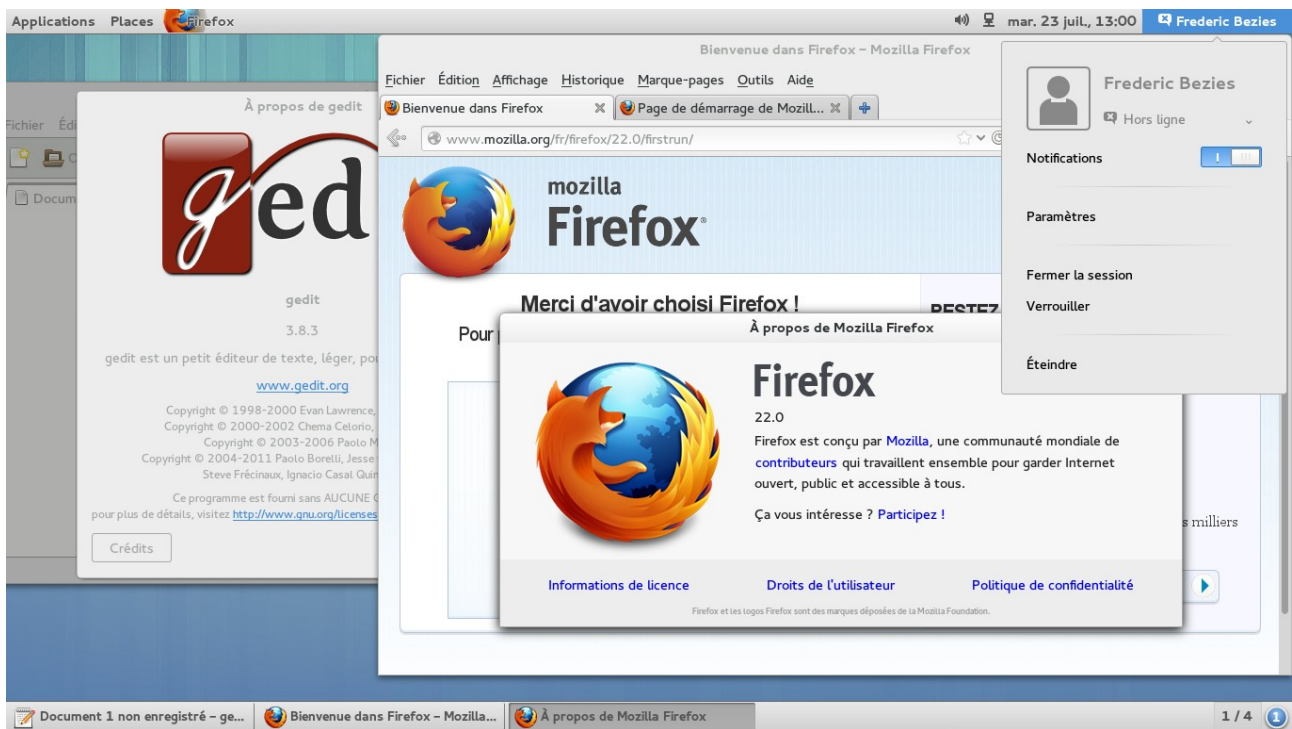 Applications Places Firefox mar. 23 juil., 13:00 Frederic Bezies
À propos de gedit
Fichier Édi
Docum
gedit
gedit
3.8.3
gedit est un petit éditeur de texte, léger,
www.gedit.org
Copyright © 1998-2000 Evan Lawrence,
Copyright © 2000-2002 Chema Celorio,
Copyright © 2003-2006 Paolo M
Copyright © 2004-2011 Paolo Borelli, Jesse
Steve Frécinaux, Ignacio Casal Quin
Ce programme est fourni sans AUCUNE
pour plus de détails, visitez http://www.gnu.org/licenses
Crédits
Bienvenue dans Firefox – Mozilla Firefox
Fichier Édition Affichage Historique Marque-pages Outils Aide
Bienvenue dans Firefox Page de démarrage de Mozill...
www.mozilla.org/fr/firefox/22.0/firstrun/
mozilla
Firefox
Merci d'avoir choisi Firefox ! RESTEZ
Pour
s milliers
À propos de Mozilla Firefox
Firefox
22.0
Firefox est conçu par Mozilla, une communauté mondiale de
contributeurs qui travaillent ensemble pour garder Internet
ouvert, public et accessible à tous.
Ça vous intéresse ? Participez !
Informations de licence Droits de l'utilisateur Politique de confidentialité
Firefox et les logos Firefox sont des marques déposées de la Mozilla Foundation.
Frederic Bezies
Hors ligne
Notifications
Paramètres
Fermer la session
Verrouiller
Éteindre
Document 1 non enregistré – ge... Bienvenue dans Firefox – Mozilla... À propos de Mozilla Firefox 1 / 4 1